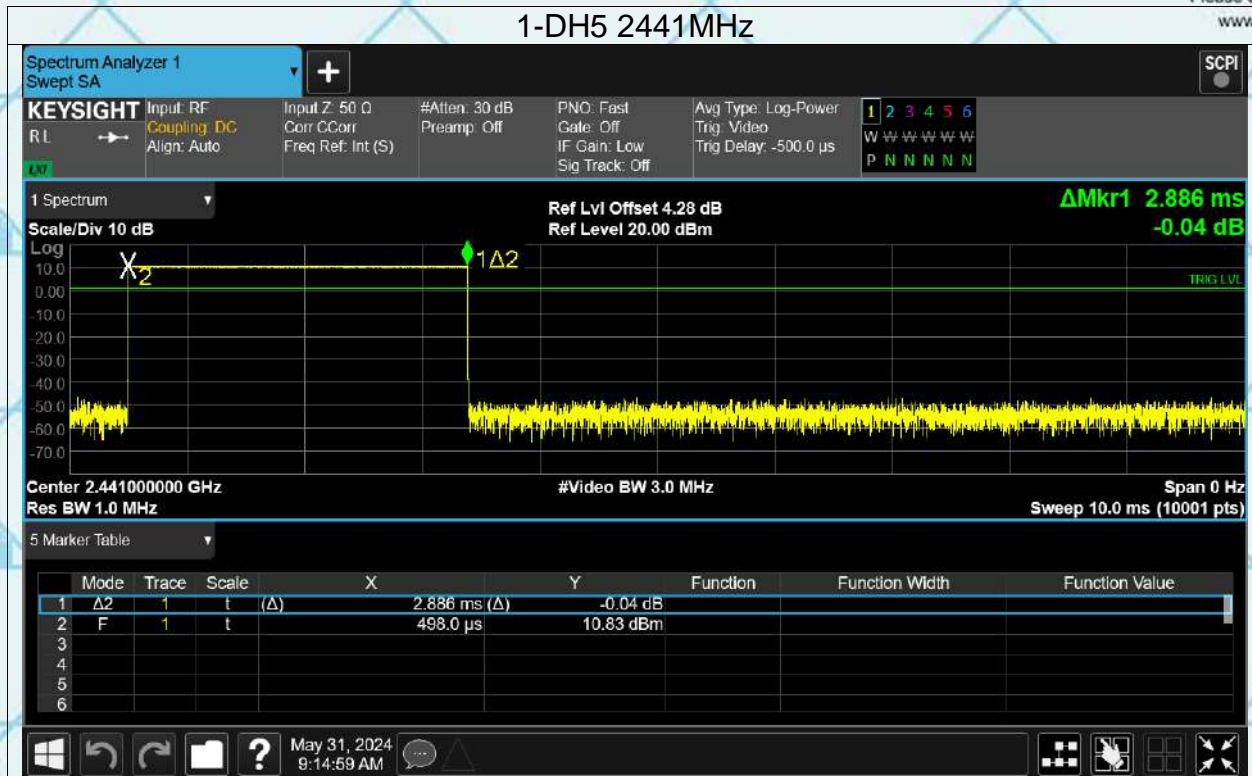 www
1-DH5 2441MHz
Spectrum Analyzer 1
Swept SA
+
SCPI
KEYSIGHT
R L
LXI
Input: RF
Coupling: DC
Align: Auto
Input Z: 50 Ω
Corr CCorr
Freq Ref: Int (S)
#Atten: 30 dB
Preamp: Off
PNO: Fast
Gate: Off
IF Gain: Low
Sig Track: Off
Avg Type: Log-Power
Trig: Video
Trig Delay: -500.0 µs
1 2 3 4 5 6
W W W W W W
P N N N N N
1 Spectrum
Scale/Div 10 dB
Ref Lvl Offset 4.28 dB
Ref Level 20.00 dBm
ΔMkr1 2.886 ms
-0.04 dB
Log
10.0
0.00
-10.0
-20.0
-30.0
-40.0
-50.0
-60.0
-70.0
X2
1Δ2
TRIG LVL
Center 2.441000000 GHz
Res BW 1.0 MHz
#Video BW 3.0 MHz
Span 0 Hz
Sweep 10.0 ms (10001 pts)
5 Marker Table
Mode Trace Scale X Y Function Function Width Function Value
1 Δ2 1 t (Δ) 2.886 ms (Δ) -0.04 dB
2 F 1 t 498.0 µs 10.83 dBm
3
4
5
6
?
May 31, 2024
9:14:59 AM